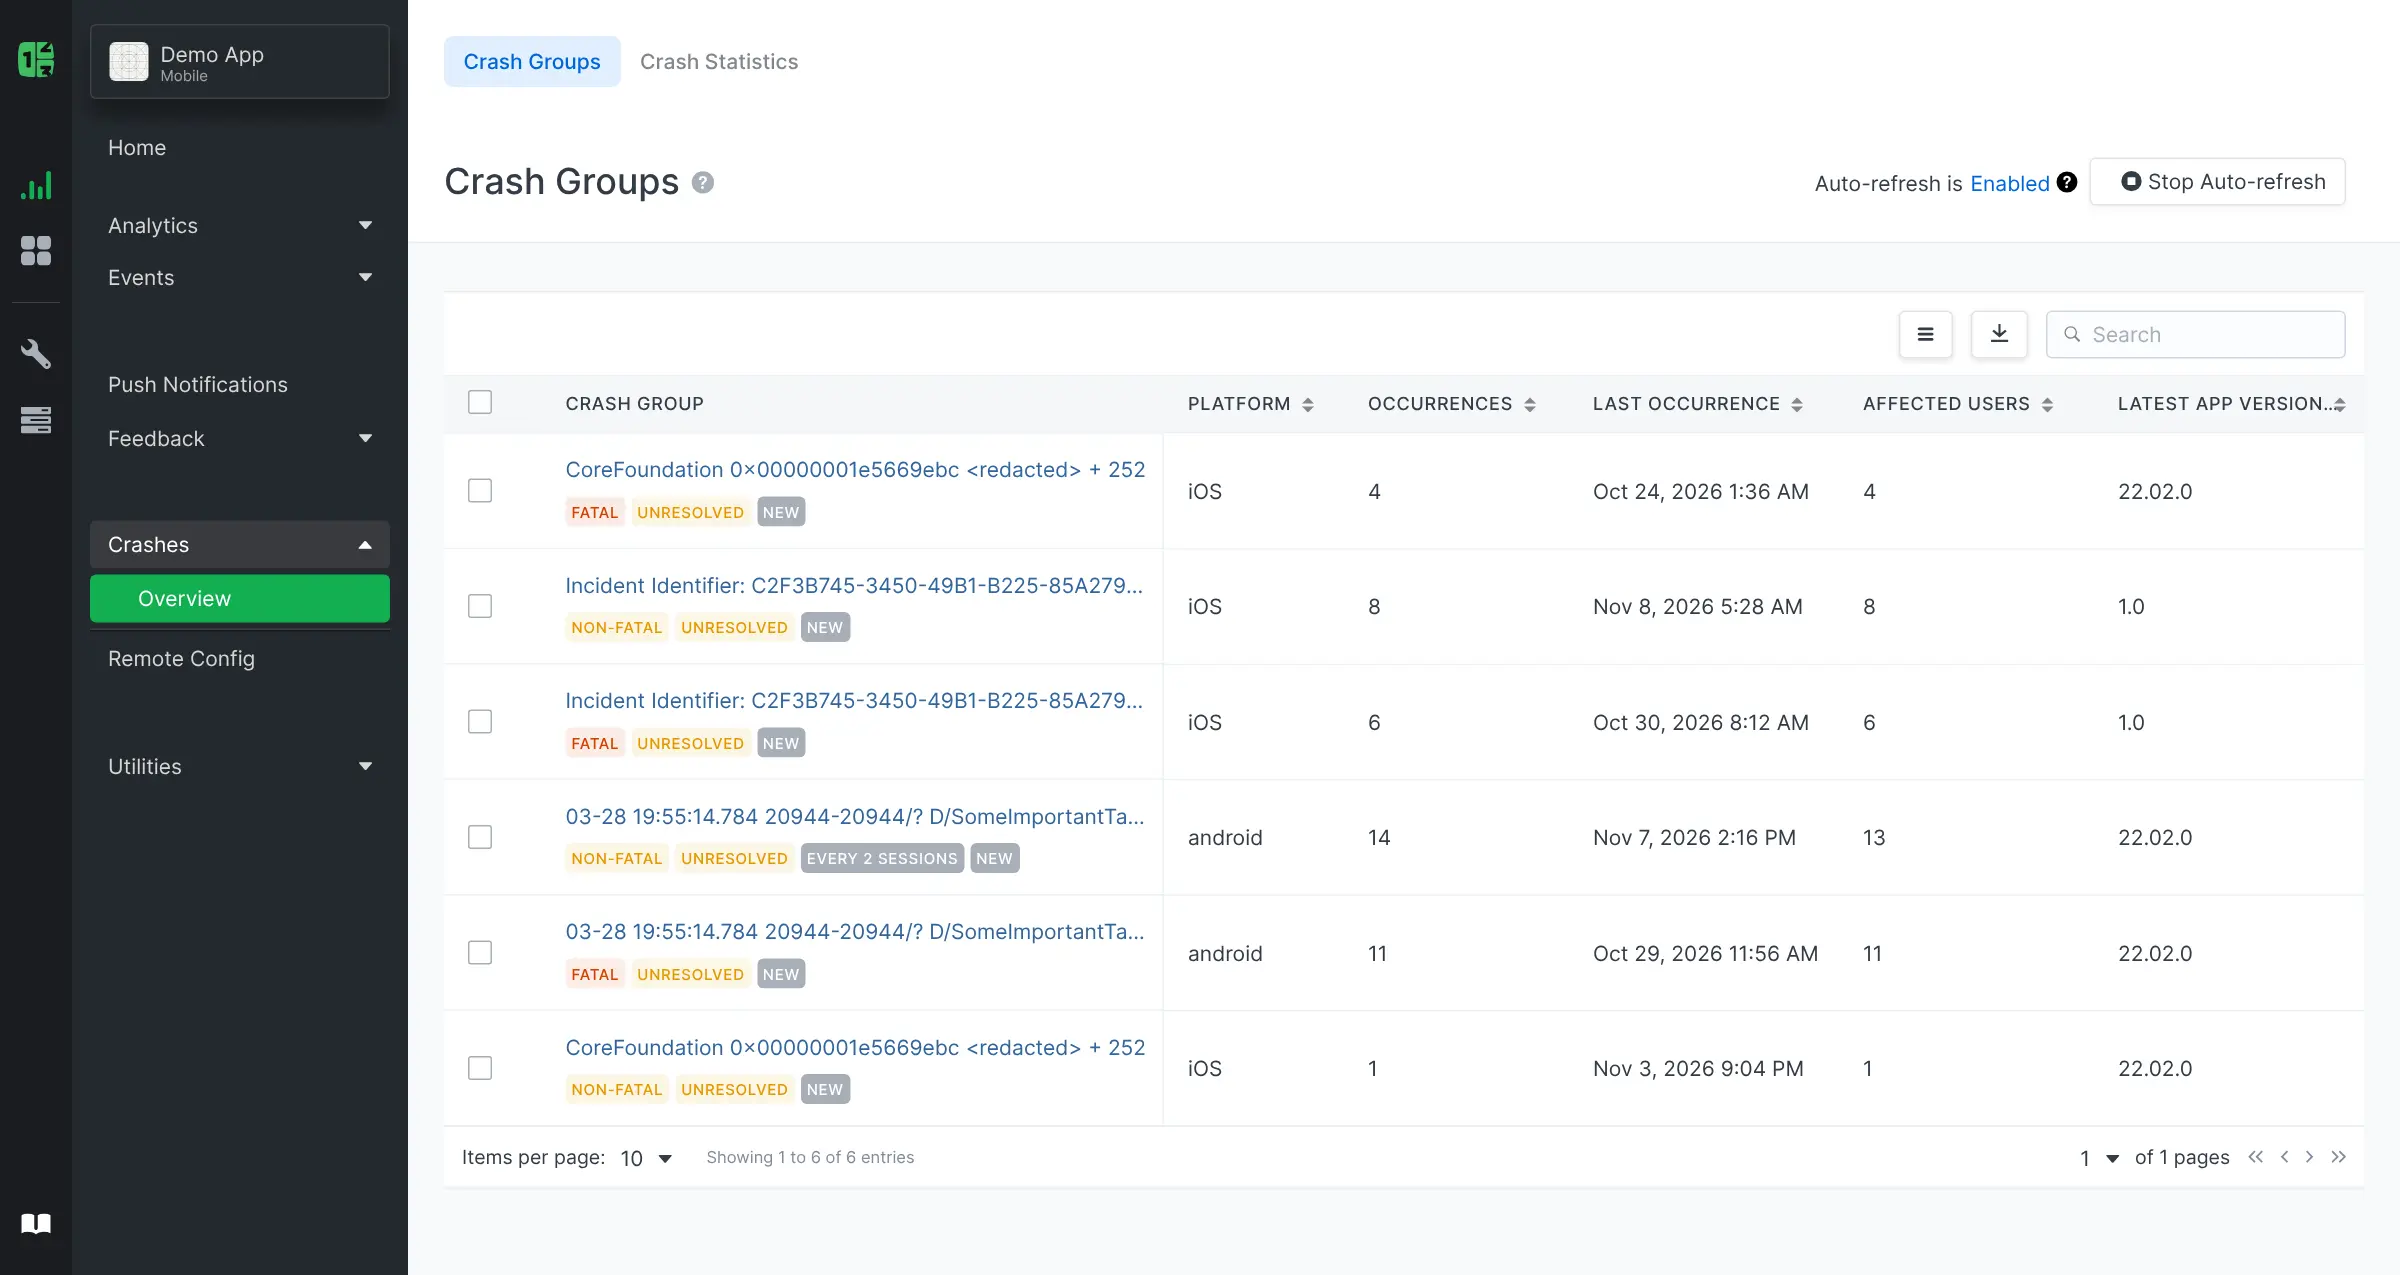 Demo App
Mobile
Home
Analytics
Events
Push Notifications
Feedback
Crashes
Overview
Remote Config
Utilities
Crash Groups
Crash Statistics
Crash Groups ?
Auto-refresh is Enabled ?
Stop Auto-refresh
Search
CRASH GROUP
PLATFORM
OCCURRENCES
LAST OCCURRENCE
AFFECTED USERS
LATEST APP VERSION...
CoreFoundation 0x00000001e5669ebc <redacted> + 252
FATAL UNRESOLVED NEW
iOS
4
Oct 24, 2026 1:36 AM
4
22.02.0
Incident Identifier: C2F3B745-3450-49B1-B225-85A279...
NON-FATAL UNRESOLVED NEW
iOS
8
Nov 8, 2026 5:28 AM
8
1.0
Incident Identifier: C2F3B745-3450-49B1-B225-85A279...
FATAL UNRESOLVED NEW
iOS
6
Oct 30, 2026 8:12 AM
6
1.0
03-28 19:55:14.784 20944-20944/? D/SomeImportantTa...
NON-FATAL UNRESOLVED EVERY 2 SESSIONS NEW
android
14
Nov 7, 2026 2:16 PM
13
22.02.0
03-28 19:55:14.784 20944-20944/? D/SomeImportantTa...
FATAL UNRESOLVED NEW
android
11
Oct 29, 2026 11:56 AM
11
22.02.0
CoreFoundation 0x00000001e5669ebc <redacted> + 252
NON-FATAL UNRESOLVED NEW
iOS
1
Nov 3, 2026 9:04 PM
1
22.02.0
Items per page: 10
Showing 1 to 6 of 6 entries
1 of 1 pages